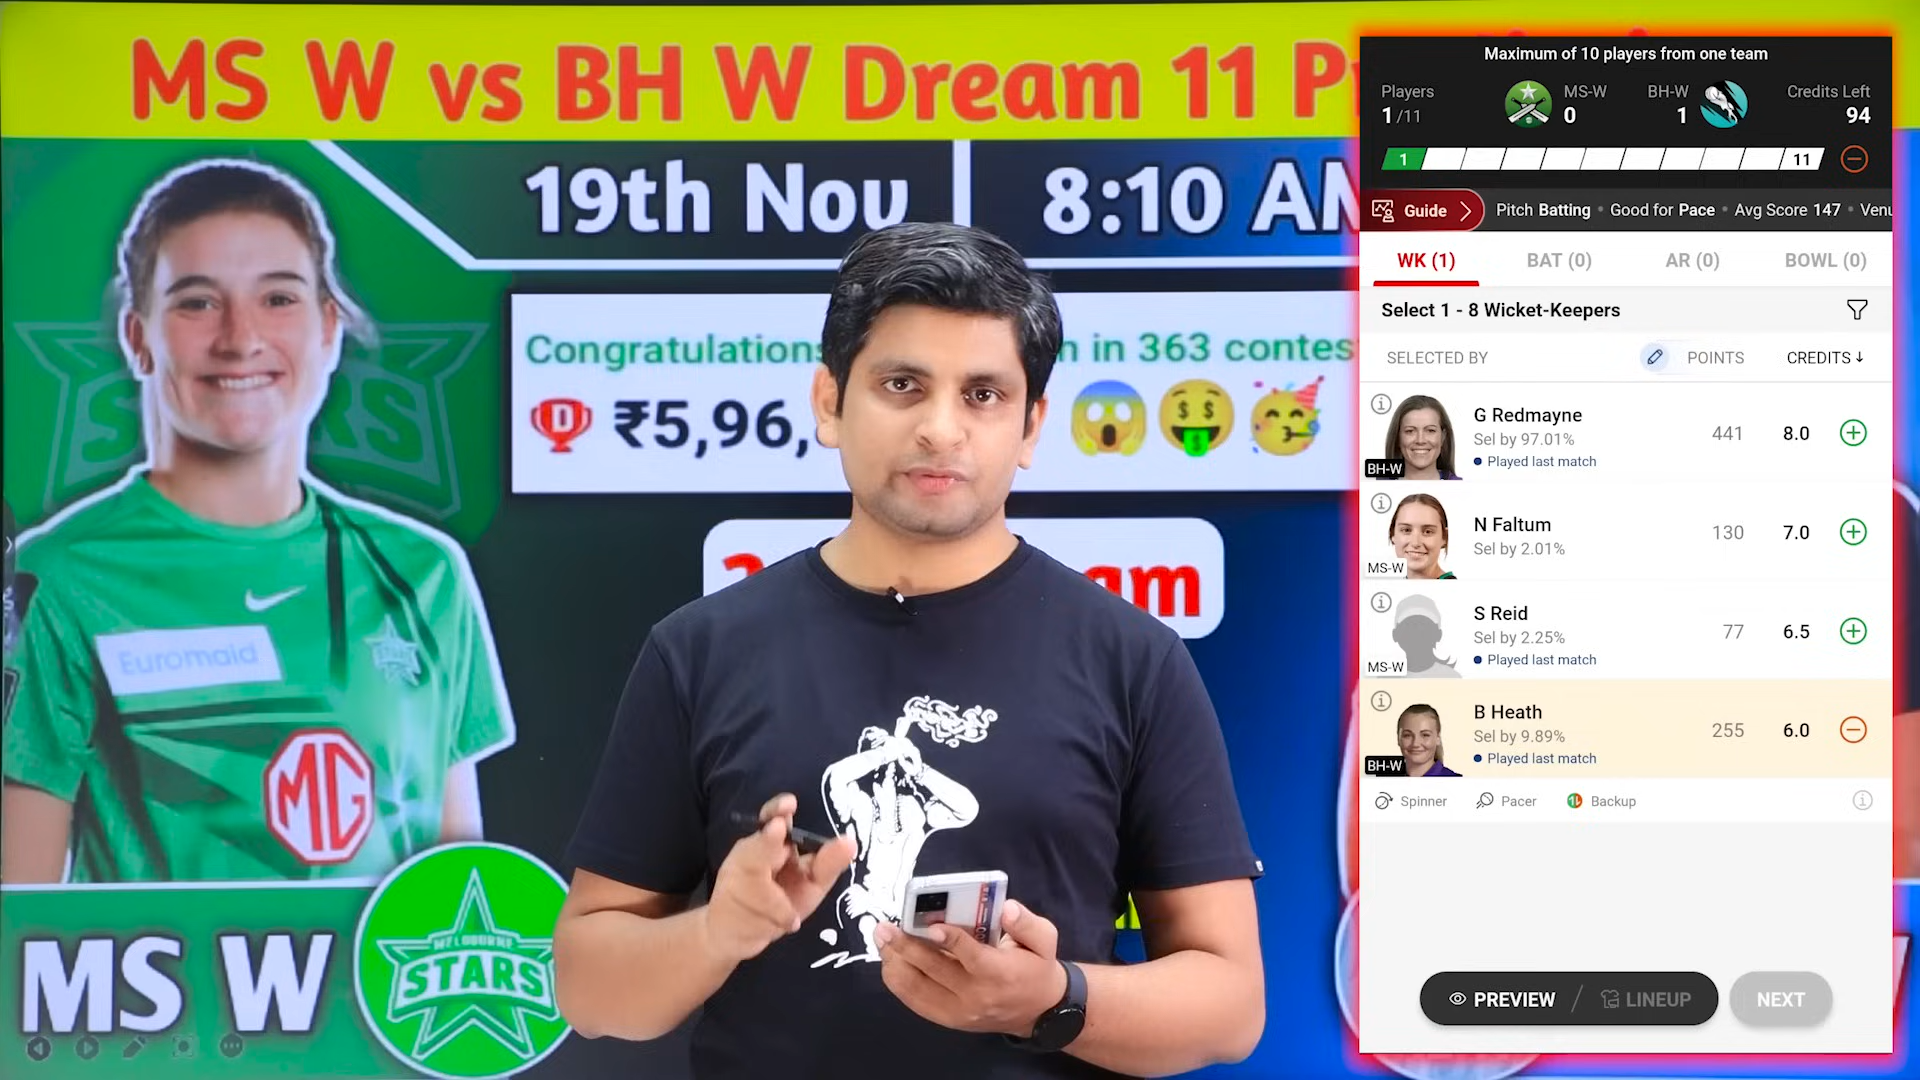 MS W vs BH W Dream 11 P
19th Nov
8:10 AM
Congratulations
n in 363 contes
D
₹5,96,
am
Euromaid
STARS
MG
MS W
MELBOURNE
STARS
Maximum of 10 players from one team
Players
1/11
MS-W
0
BH-W
1
Credits Left
94
1
11
Guide
Pitch Batting • Good for Pace • Avg Score 147 • Venu
WK (1)
BAT (0)
AR (0)
BOWL (0)
Select 1 - 8 Wicket-Keepers
SELECTED BY
POINTS
CREDITS↓
G Redmayne
Sel by 97.01%
Played last match
BH-W
441
8.0
N Faltum
Sel by 2.01%
MS-W
130
7.0
S Reid
Sel by 2.25%
Played last match
MS-W
77
6.5
B Heath
Sel by 9.89%
Played last match
BH-W
255
6.0
Spinner
Pacer
Backup
PREVIEW
LINEUP
NEXT